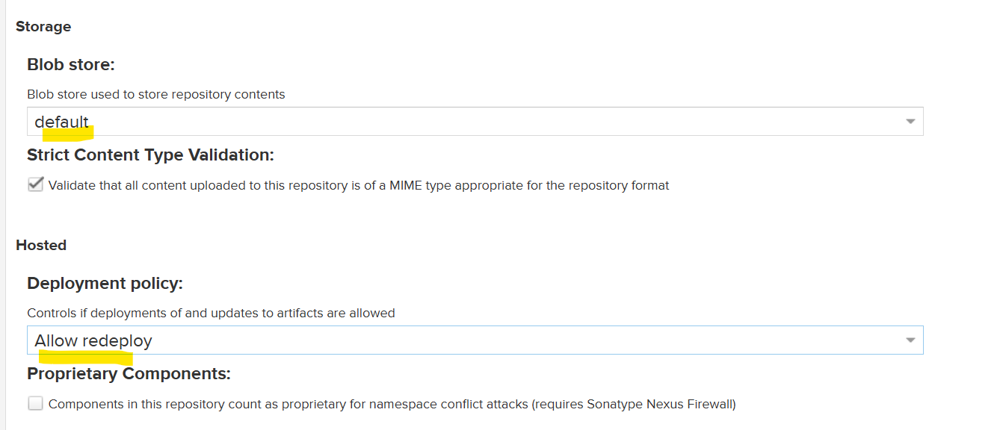 Storage
Blob store:
Blob store used to store repository contents
default
Strict Content Type Validation:
Validate that all content uploaded to this repository is of a MIME type appropriate for the repository format
Hosted
Deployment policy:
Controls if deployments of and updates to artifacts are allowed
Allow redeploy
Proprietary Components:
Components in this repository count as proprietary for namespace conflict attacks (requires Sonatype Nexus Firewall)